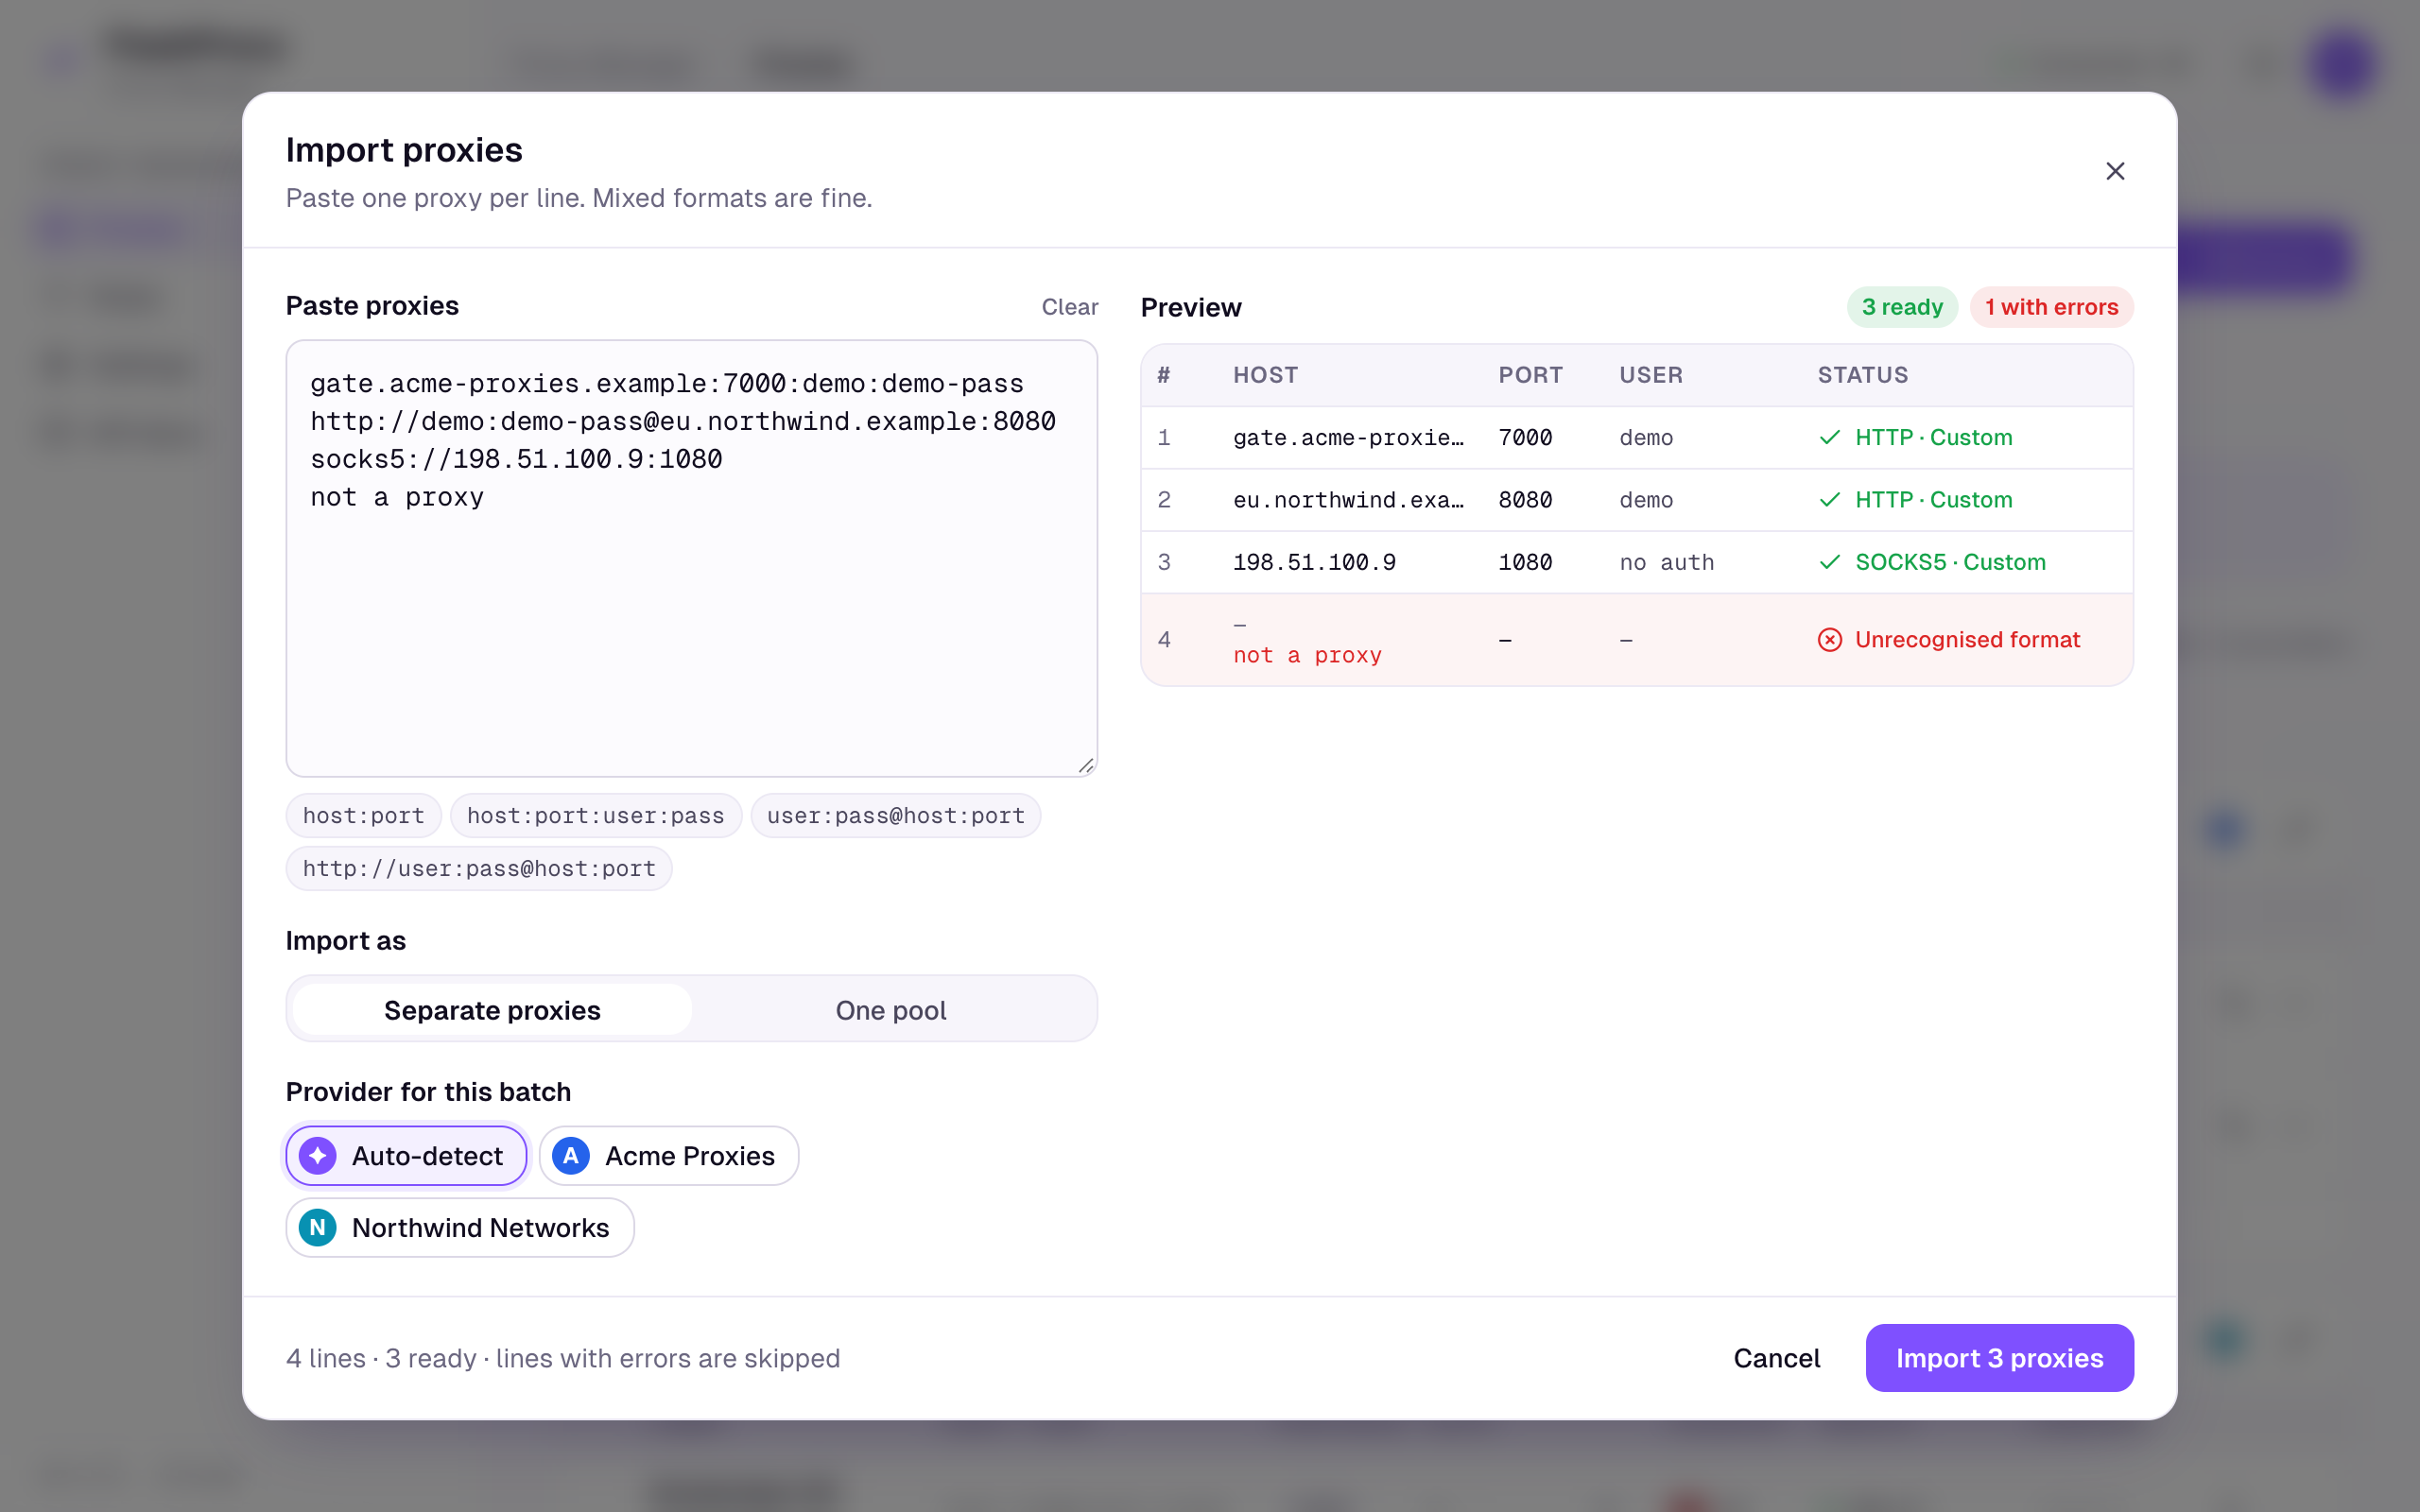 Import proxies
Paste one proxy per line. Mixed formats are fine.
Paste proxies
Clear
gate.acme-proxies.example:7000:demo:demo-pass
http://demo:demo-pass@eu.northwind.example:8080
socks5://198.51.100.9:1080
not a proxy
host:port
host:port:user:pass
user:pass@host:port
http://user:pass@host:port
Import as
Separate proxies
One pool
Provider for this batch
Auto-detect
A Acme Proxies
N Northwind Networks
Preview
3 ready
1 with errors
# HOST PORT USER STATUS
1 gate.acme-proxie… 7000 demo HTTP · Custom
2 eu.northwind.exa… 8080 demo HTTP · Custom
3 198.51.100.9 1080 no auth SOCKS5 · Custom
4 – – – Unrecognised format
not a proxy
4 lines · 3 ready · lines with errors are skipped
Cancel
Import 3 proxies